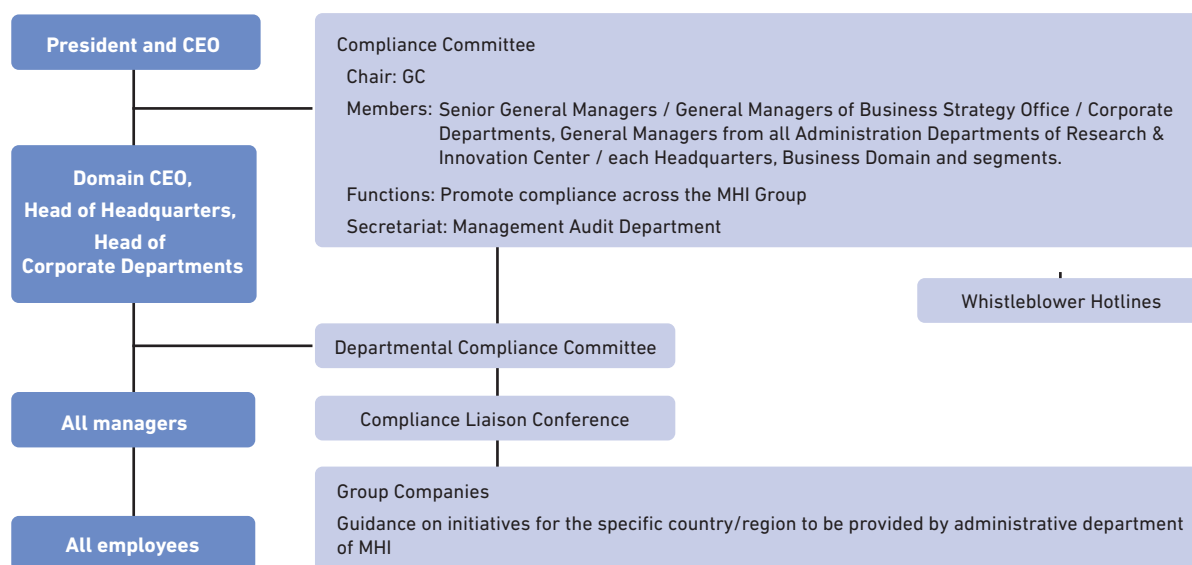 President and CEO
Compliance Committee
Chair: GC
Members: Senior General Managers / General Managers of Business Strategy Office / Corporate
Departments, General Managers from all Administration Departments of Research &
Innovation Center / each Headquarters, Business Domain and segments.
Functions: Promote compliance across the MHI Group
Secretariat: Management Audit Department
Domain CEO,
Head of Headquarters,
Head of
Corporate Departments
Whistleblower Hotlines
Departmental Compliance Committee
All managers
Compliance Liaison Conference
Group Companies
Guidance on initiatives for the specific country/region to be provided by administrative department
of MHI
All employees